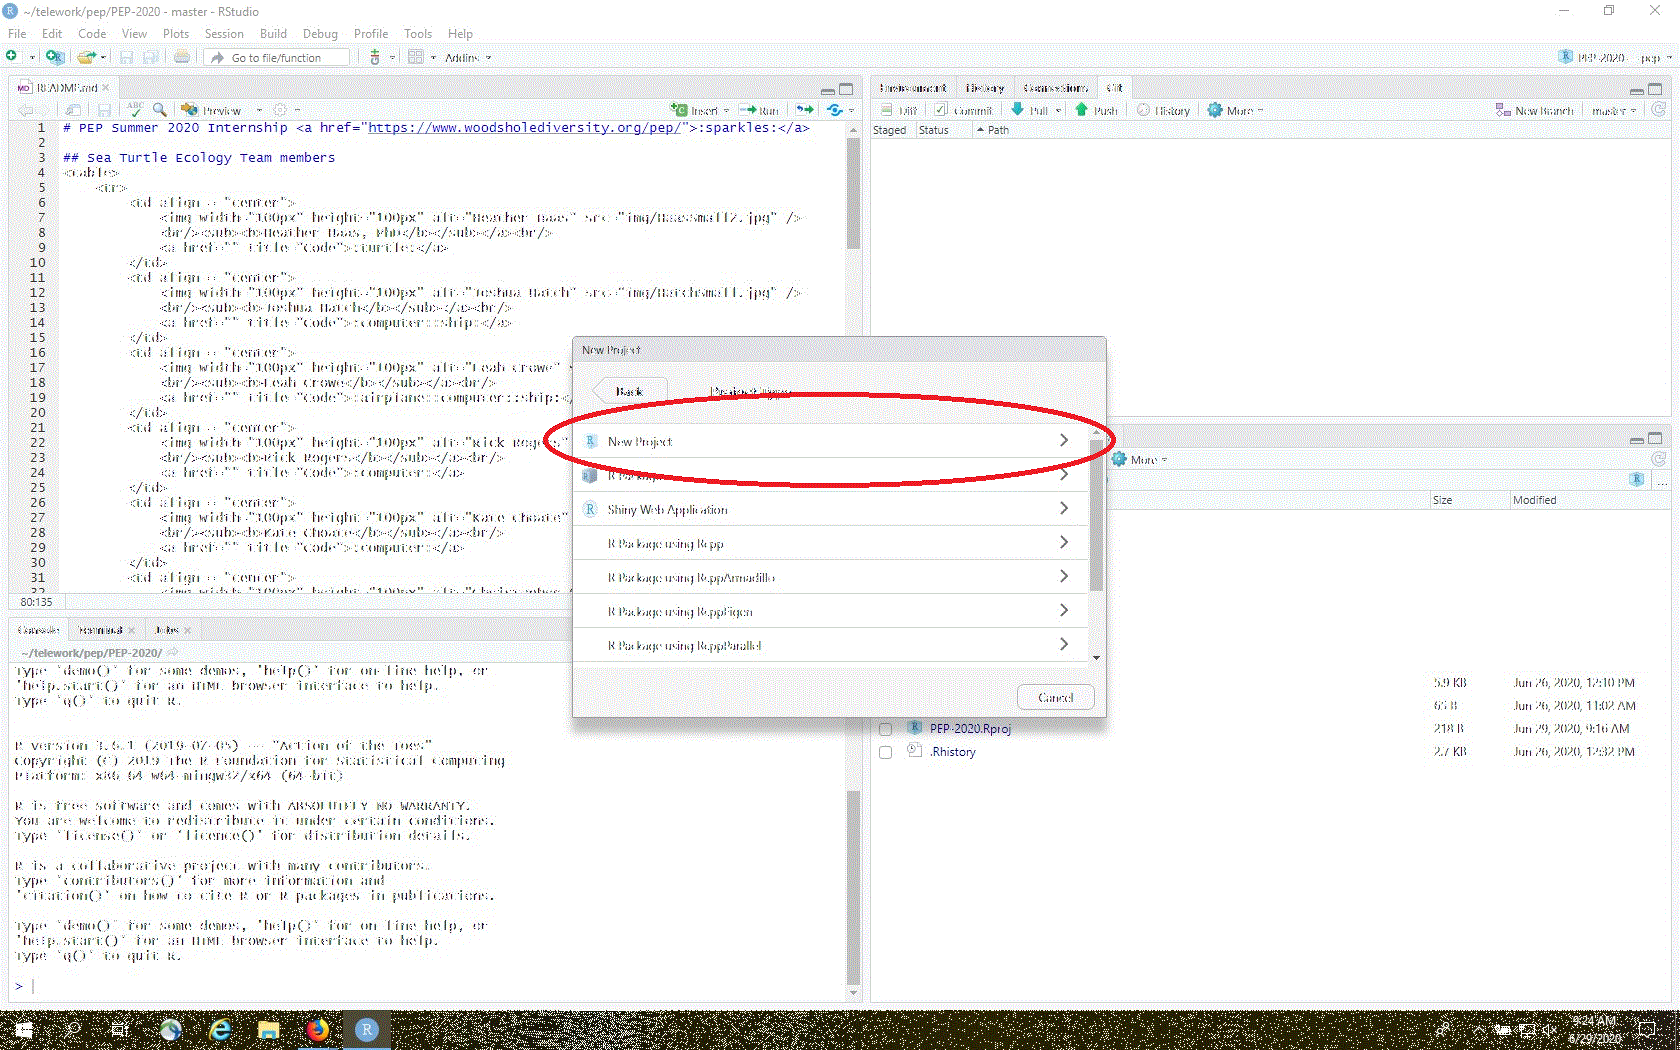 ~/telework/pep/PEP-2020 - master - RStudio
File Edit Code View Plots Session Build Debug Profile Tools Help
Go to file/function Addins PEP-2020 pep
README.md
Environment History Connections Git
ABC Preview Insert Run
Diff Commit Pull Push History More New Branch master
Staged Status Path
1 # PEP Summer 2020 Internship <a href="https://www.woodsholediversity.org/pep/">:sparkles:</a>
2
3 ## Sea Turtle Ecology Team members
4 <table>
5 <tr>
6 <td align = "center">
7 <img width="100px" height="100px" alt="Heather Haas" src="img/HaasSmall2.jpg" />
8 <br/><sub><b>Heather Haas, PhD</b></sub></a><br/>
9 <a href="" title="Code">:turtle:</a>
10 </td>
11 <td align = "center">
12 <img width="100px" height="100px" alt="Joshua Hatch" src="img/HatchSmall.jpg" />
13 <br/><sub><b>Joshua Hatch</b></sub></a><br/>
14 <a href="" title="Code">:computer::ship:</a>
15 </td>
16 <td align = "center">
17 <img width="100px" height="100px" alt="Leah Crowe"
18 <br/><sub><b>Leah Crowe</b></sub></a><br/>
19 <a href="" title="Code">:airplane::computer::ship:<
20 </td>
21 <td align = "center">
22 <img width="100px" height="100px" alt="Rick Rogers"
23 <br/><sub><b>Rick Rogers</b></sub></a><br/>
24 <a href="" title="Code">:computer:</a>
25 </td>
26 <td align = "center">
27 <img width="100px" height="100px" alt="Kate Choate"
28 <br/><sub><b>Kate Choate</b></sub></a><br/>
29 <a href="" title="Code">:computer:</a>
30 </td>
31 <td align = "center">
32 <img width="100px" height="100px"
80:135
New Project
Back Project Type
New Project
R Package
Shiny Web Application
R Package using Rcpp
R Package using RcppArmadillo
R Package using RcppEigen
R Package using RcppParallel
Cancel
More
Size Modified
5.9 KB Jun 26, 2020, 12:10 PM
65 B Jun 26, 2020, 11:02 AM
PEP-2020.Rproj 218 B Jun 29, 2020, 9:16 AM
.Rhistory 2.7 KB Jun 26, 2020, 12:32 PM
Console Terminal Jobs
~/telework/pep/PEP-2020/
Type 'demo()' for some demos, 'help()' for on-line help, or
'help.start()' for an HTML browser interface to help.
Type 'q()' to quit R.
R version 3.6.1 (2019-07-05) -- "Action of the Toes"
Copyright (C) 2019 The R Foundation for Statistical Computing
Platform: x86_64-w64-mingw32/x64 (64-bit)
R is free software and comes with ABSOLUTELY NO WARRANTY.
You are welcome to redistribute it under certain conditions.
Type 'license()' or 'licence()' for distribution details.
R is a collaborative project with many contributors.
Type 'contributors()' for more information and
'citation()' on how to cite R or R packages in publications.
Type 'demo()' for some demos, 'help()' for on-line help, or
'help.start()' for an HTML browser interface to help.
Type 'q()' to quit R.
>
9:24 AM
6/29/2020